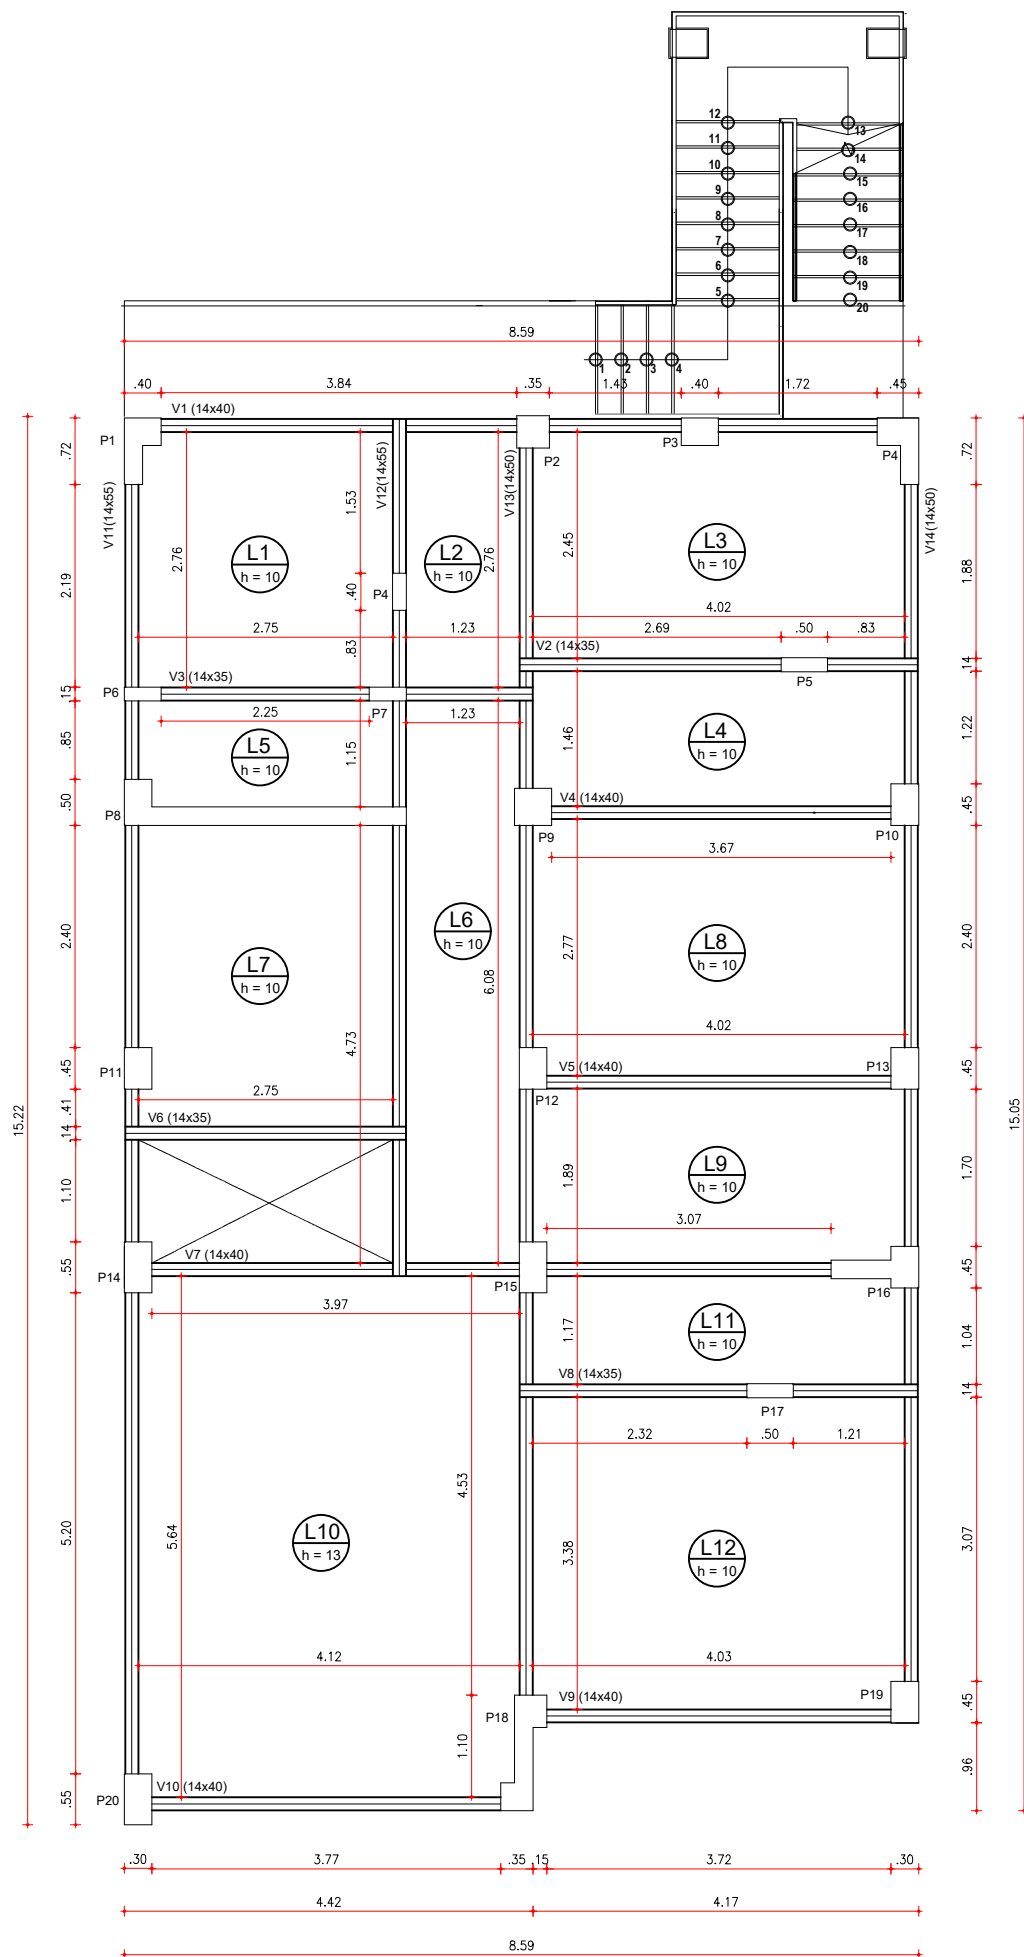 12
13
11
14
10
15
9
16
8
17
7
18
6
19
5
20
8.59
1
2
3
4
.40
3.84
.35
1.43
.40
1.72
.45
V1 (14x40)
P1
P2
P3
P4
.72
.72
V11(14x55)
V12(14x55)
V13(14x50)
V14(14x50)
1.53
2.76
2.76
2.45
L1
h = 10
L2
h = 10
L3
h = 10
2.19
1.88
.40
P4
4.02
2.75
.83
1.23
2.69
.50
.83
V2 (14x35)
.14
P5
P6
.15
V3 (14x35)
P7
2.25
1.23
L5
h = 10
.85
1.15
1.46
L4
h = 10
1.22
.50
P8
V4 (14x40)
.45
P9
P10
3.67
2.40
L7
h = 10
L6
h = 10
6.08
2.77
L8
h = 10
2.40
4.73
4.02
P11
.45
V5 (14x40)
P13
.45
P12
2.75
.41
V6 (14x35)
.14
15.22
15.05
1.10
1.89
L9
h = 10
1.70
3.07
V7 (14x40)
P14
.55
P15
P16
.45
3.97
1.17
L11
h = 10
1.04
V8 (14x35)
.14
P17
2.32
.50
1.21
4.53
5.20
5.64
L10
h = 13
3.38
L12
h = 10
3.07
4.12
4.03
P18
V9 (14x40)
P19
.45
1.10
.96
V10 (14x40)
P20
.55
.30
3.77
.35
.15
3.72
.30
4.42
4.17
8.59